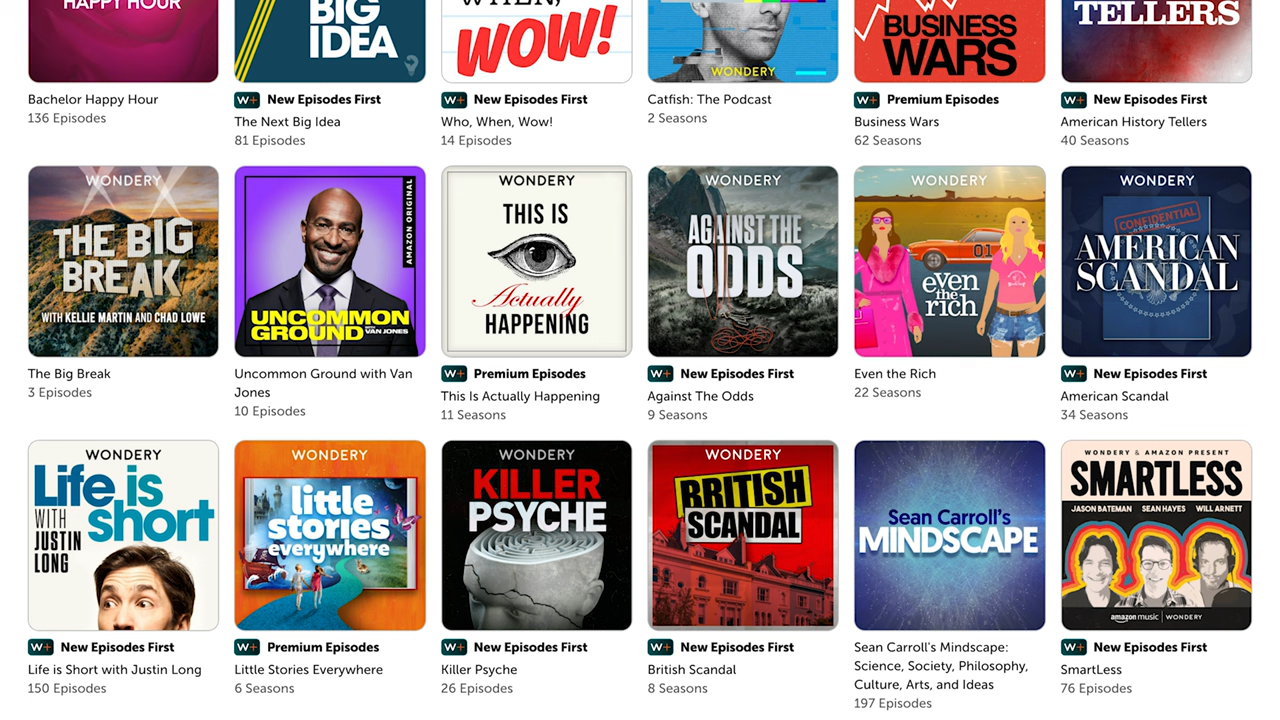 HAPPY HOUR
BIG
IDEA
WHEN,
WOW!
WONDERY
BUSINESS
WARS
TELLERS
Bachelor Happy Hour
136 Episodes
W+ New Episodes First
The Next Big Idea
81 Episodes
W+ New Episodes First
Who, When, Wow!
14 Episodes
Catfish: The Podcast
2 Seasons
W+ Premium Episodes
Business Wars
62 Seasons
W+ New Episodes First
American History Tellers
40 Seasons
WONDERY
THE BIG
BREAK
WITH KELLIE MARTIN AND CHAD LOWE
AMAZON ORIGINAL
UNCOMMON
GROUND WITH VAN JONES
WONDERY
THIS IS
Actually
HAPPENING
WONDERY
AGAINST THE
ODDS
WONDERY
01
even
the
rich
WONDERY
CONFIDENTIAL
AMERICAN
SCANDAL
The Big Break
3 Episodes
Uncommon Ground with Van
Jones
10 Episodes
W+ Premium Episodes
This Is Actually Happening
11 Seasons
W+ New Episodes First
Against The Odds
9 Seasons
Even the Rich
22 Seasons
W+ New Episodes First
American Scandal
34 Seasons
WONDERY
Life is
short
WITH
JUSTIN
LONG
WONDERY
little
stories
everywhere
WONDERY
KILLER
PSYCHE
WONDERY
BRITISH
SCANDAL
Sean Carroll's
MINDSCAPE
WONDERY & AMAZON PRESENT
SMARTLESS
JASON BATEMAN SEAN HAYES WILL ARNETT
amazon music | WONDERY
W+ New Episodes First
Life is Short with Justin Long
150 Episodes
W+ Premium Episodes
Little Stories Everywhere
6 Seasons
W+ New Episodes First
Killer Psyche
26 Episodes
W+ New Episodes First
British Scandal
8 Seasons
Sean Carroll's Mindscape:
Science, Society, Philosophy,
Culture, Arts, and Ideas
197 Episodes
W+ New Episodes First
SmartLess
76 Episodes